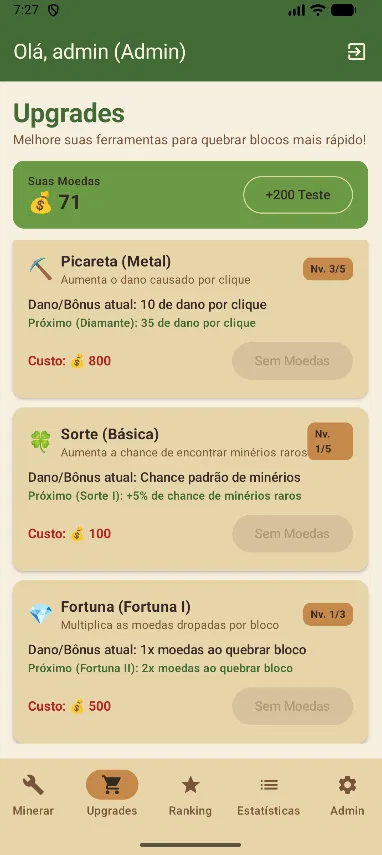 7:27
Olá, admin (Admin)
Upgrades
Melhore suas ferramentas para quebrar blocos mais rápido!
Suas Moedas
71
+200 Teste
Picareta (Metal)
Aumenta o dano causado por clique
Nv. 3/5
Dano/Bônus atual: 10 de dano por clique
Próximo (Diamante): 35 de dano por clique
Custo: 💰 800
Sem Moedas
Sorte (Básica)
Aumenta a chance de encontrar minérios raros
Nv.
1/5
Dano/Bônus atual: Chance padrão de minérios
Próximo (Sorte I): +5% de chance de minérios raros
Custo: 💰 100
Sem Moedas
Fortuna (Fortuna I)
Multiplica as moedas dropadas por bloco
Nv. 1/3
Dano/Bônus atual: 1x moedas ao quebrar bloco
Próximo (Fortuna II): 2x moedas ao quebrar bloco
Custo: 💰 500
Sem Moedas
Minerar
Upgrades
Ranking
Estatísticas
Admin